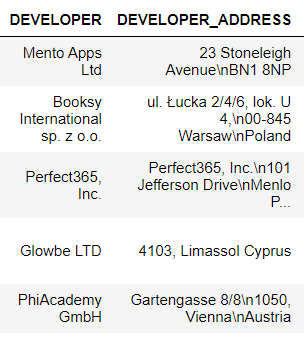 DEVELOPER DEVELOPER_ADDRESS
Mento Apps 23 Stoneleigh
Ltd Avenue\nBN1 8NP
Booksy ul. Łucka 2/4/6, lok. U
International 4,\n00-845
sp. z o.o. Warsaw\nPoland
Perfect365, Perfect365, Inc.\n101
Inc. Jefferson Drive\nMenlo
P...
Glowbe LTD 4103, Limassol Cyprus
PhiAcademy Gartengasse 8/8\n1050,
GmbH Vienna\nAustria